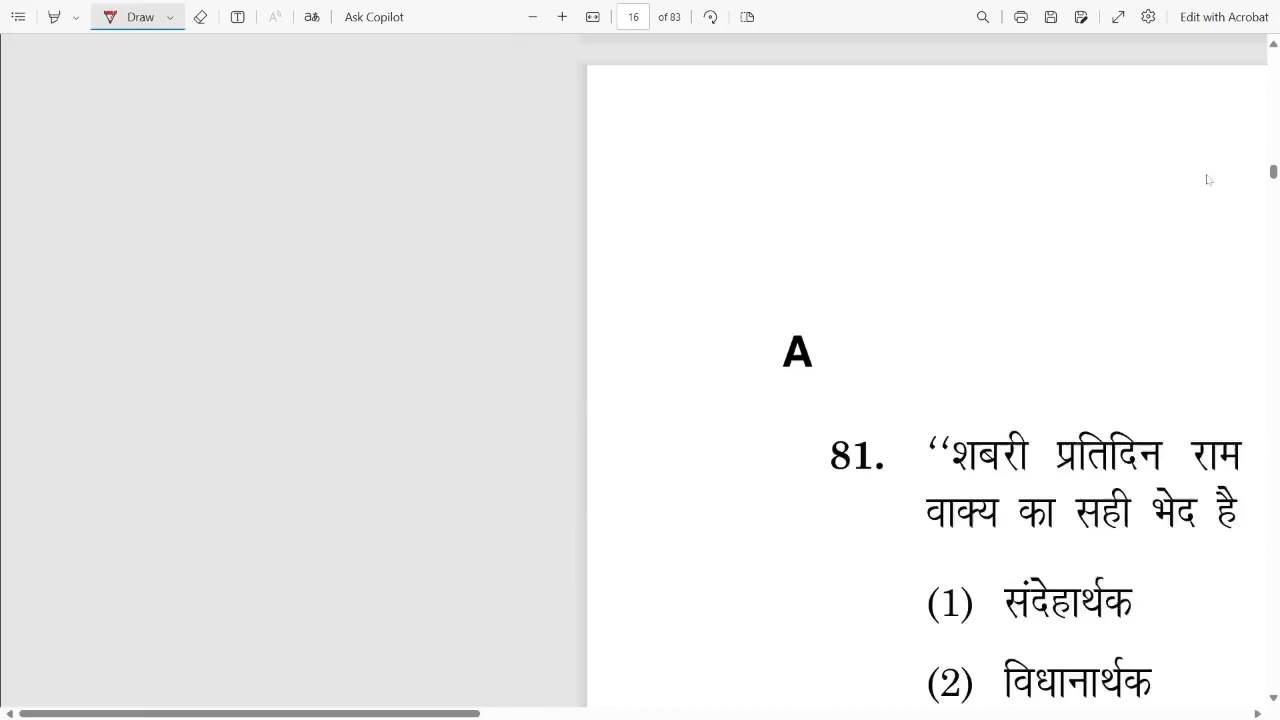 Draw
Ask Copilot
16
of 83
Edit with Acrobat
A
81. ‘‘शबरी प्रतिदिन राम
वाक्य का सही भेद है
(1) संदेहार्थक
(2) विधानार्थक